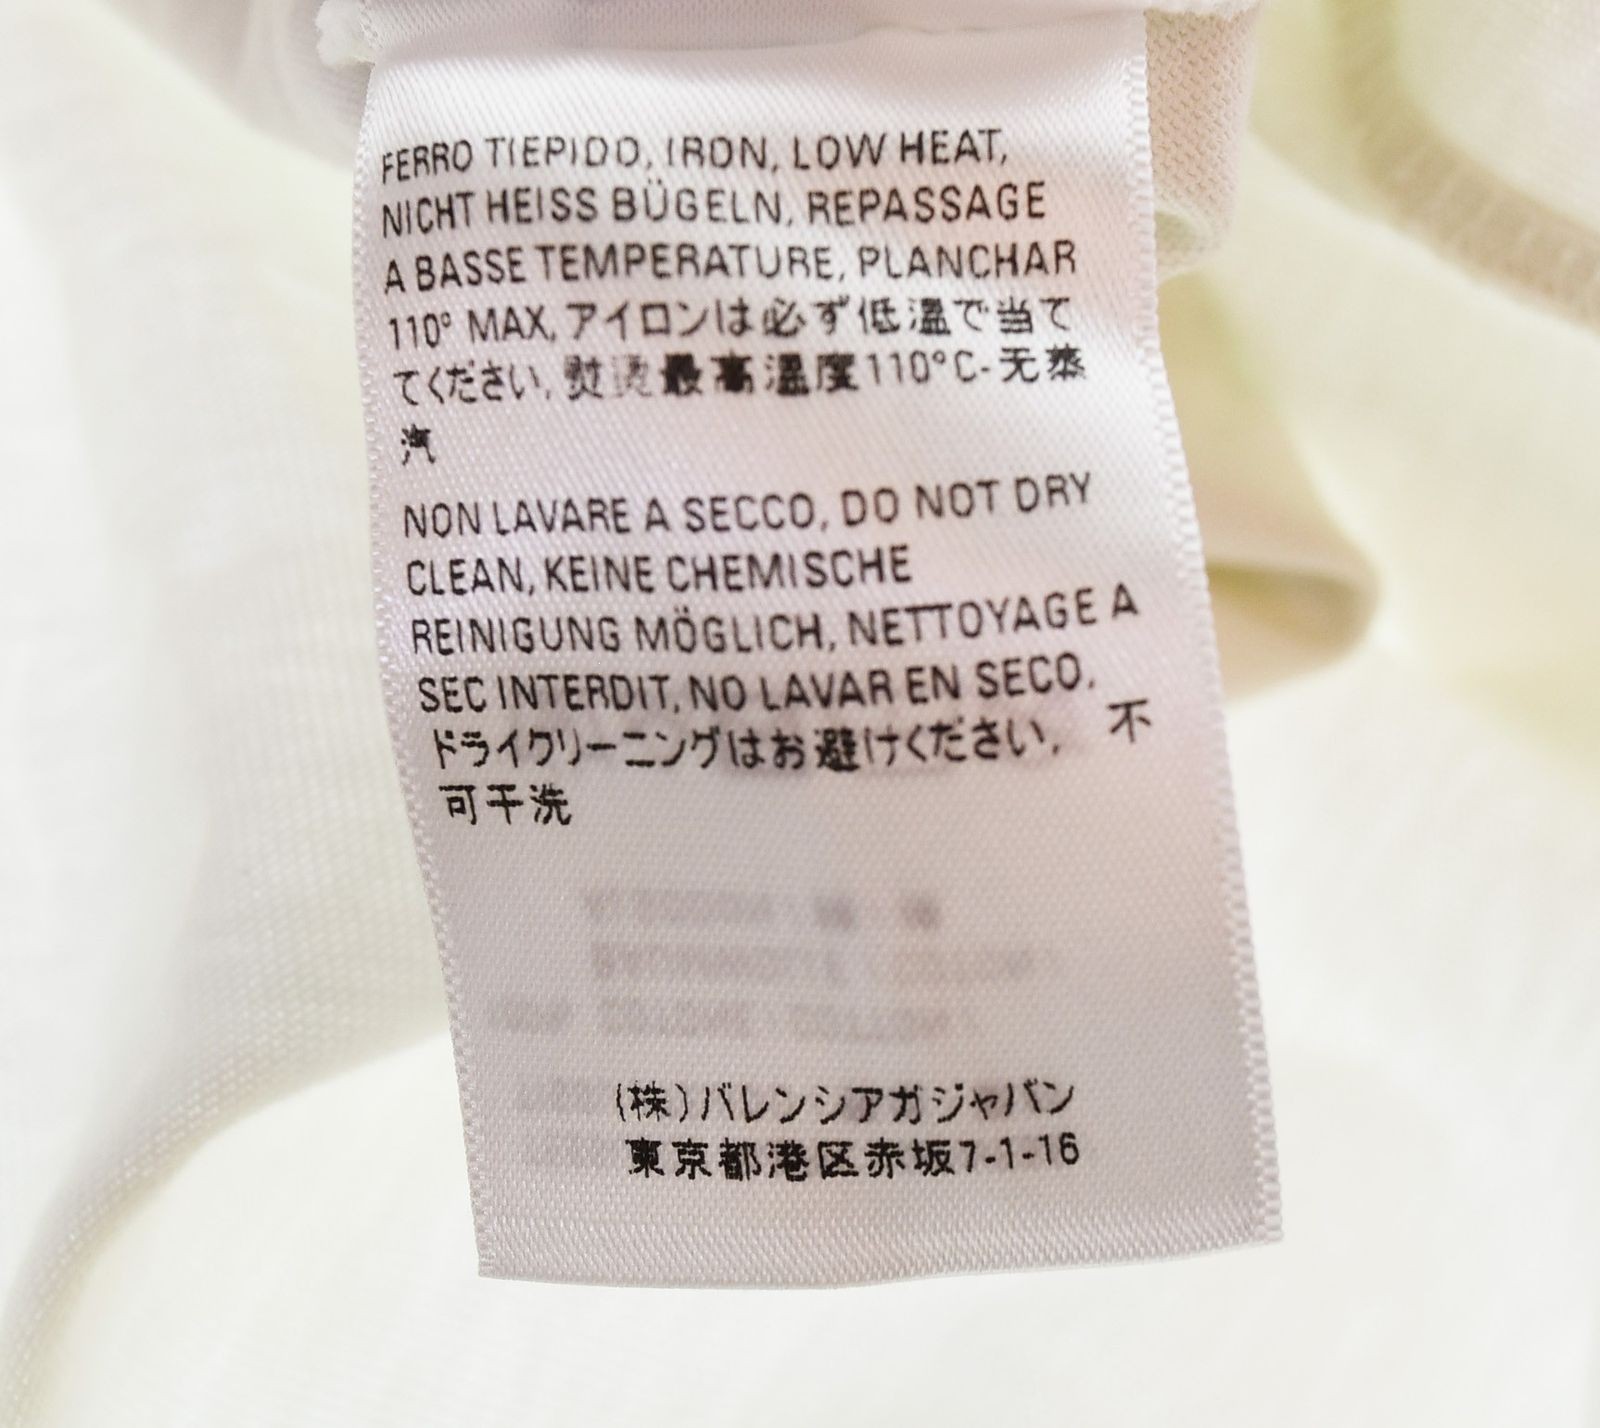 FERRO TIEPIDO, IRON, LOW HEAT,
NICHT HEISS BÜGELN, REPASSAGE
A BASSE TEMPERATURE, PLANCHAR
110° MAX, アイロンは必ず低温で当て
てください, 熨烫最高温度110°C-无蒸
汽
NON LAVARE A SECCO, DO NOT DRY
CLEAN, KEINE CHEMISCHE
REINIGUNG MÖGLICH, NETTOYAGE A
SEC INTERDIT, NO LAVAR EN SECO,
ドライクリーニングはお避けください, 不
可干洗
(株)バレンシアガジャパン
東京都港区赤坂7-1-16